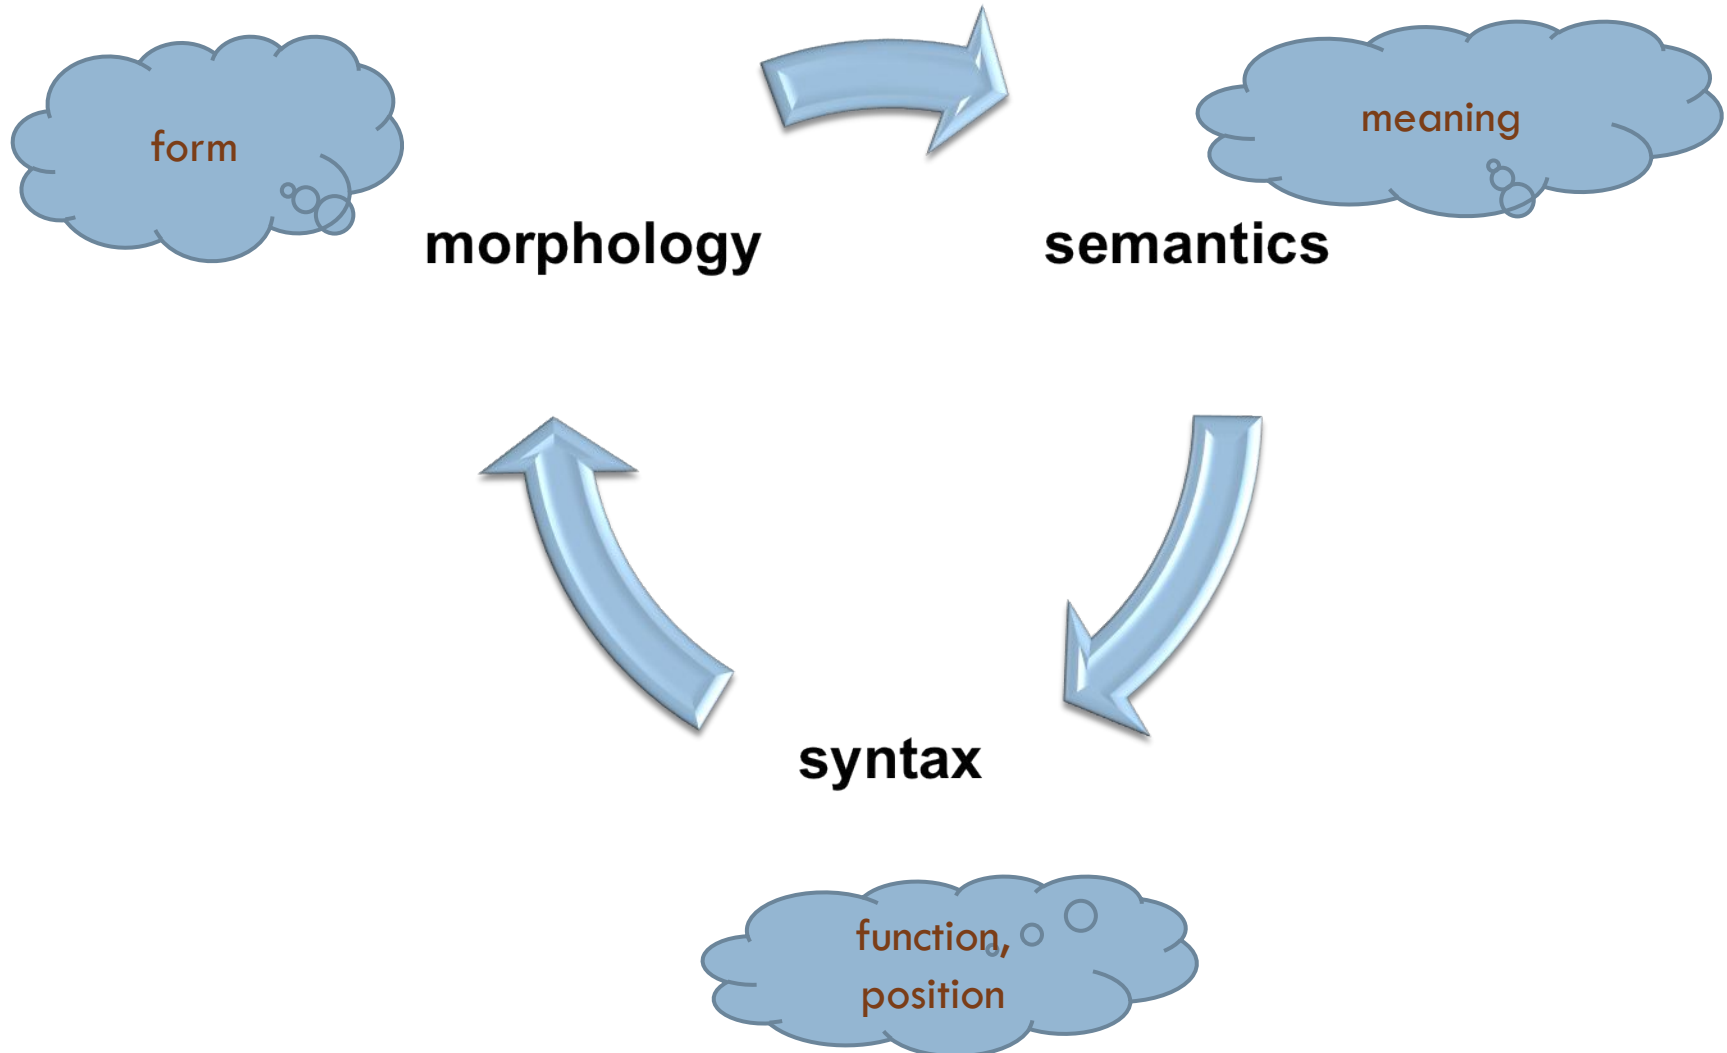 form
meaning
morphology
semantics
syntax
function,
position